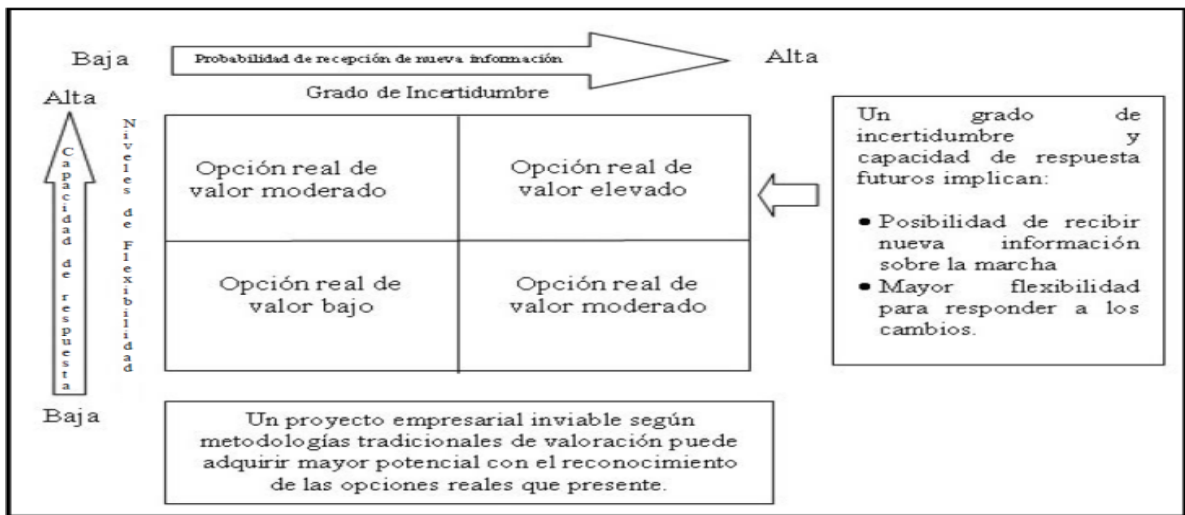 Baja
Probabilidad de recepción de nueva información
Alta
Grado de Incertidumbre
Alta
Capacidad de respuesta
Baja
Niveles de Flexibilidad
Opción real de
valor moderado
Opción real de
valor elevado
Opción real de
valor bajo
Opción real de
valor moderado
Un grado de
incertidumbre y
capacidad de respuesta
futuros implican:
• Posibilidad de recibir
nueva información
sobre la marcha
• Mayor flexibilidad
para responder a los
cambios.
Un proyecto empresarial inviable según
metodologías tradicionales de valoración puede
adquirir mayor potencial con el reconocimiento
de las opciones reales que presente.